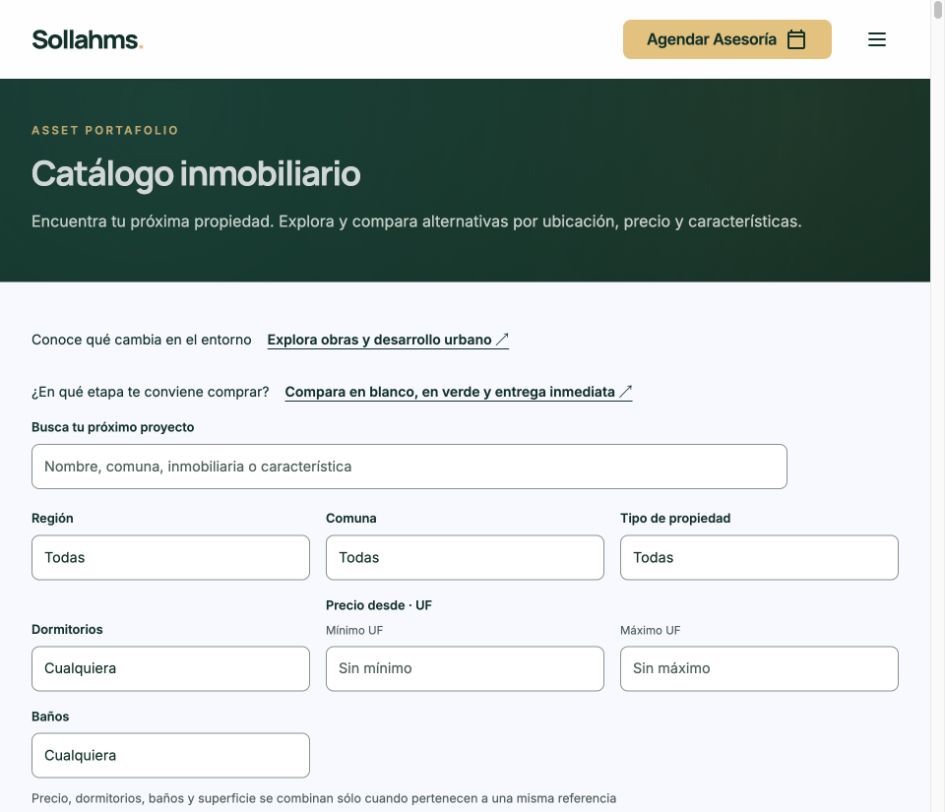 Sollahms.
Agendar Asesoría
ASSET PORTAFOLIO
Catálogo inmobiliario
Encuentra tu próxima propiedad. Explora y compara alternativas por ubicación, precio y características.
Conoce qué cambia en el entorno Explora obras y desarrollo urbano ↗
¿En qué etapa te conviene comprar? Compara en blanco, en verde y entrega inmediata ↗
Busca tu próximo proyecto
Nombre, comuna, inmobiliaria o característica
Región Comuna Tipo de propiedad
Todas Todas Todas
Precio desde · UF
Dormitorios Mínimo UF Máximo UF
Cualquiera Sin mínimo Sin máximo
Baños
Cualquiera
Precio, dormitorios, baños y superficie se combinan sólo cuando pertenecen a una misma referencia